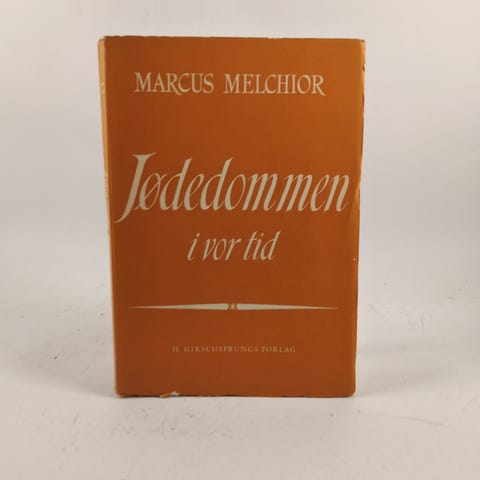 MARCUS MELCHIOR
Jødedommen
i vor tid
H. HIRSCHSPRUNGS FORLAG